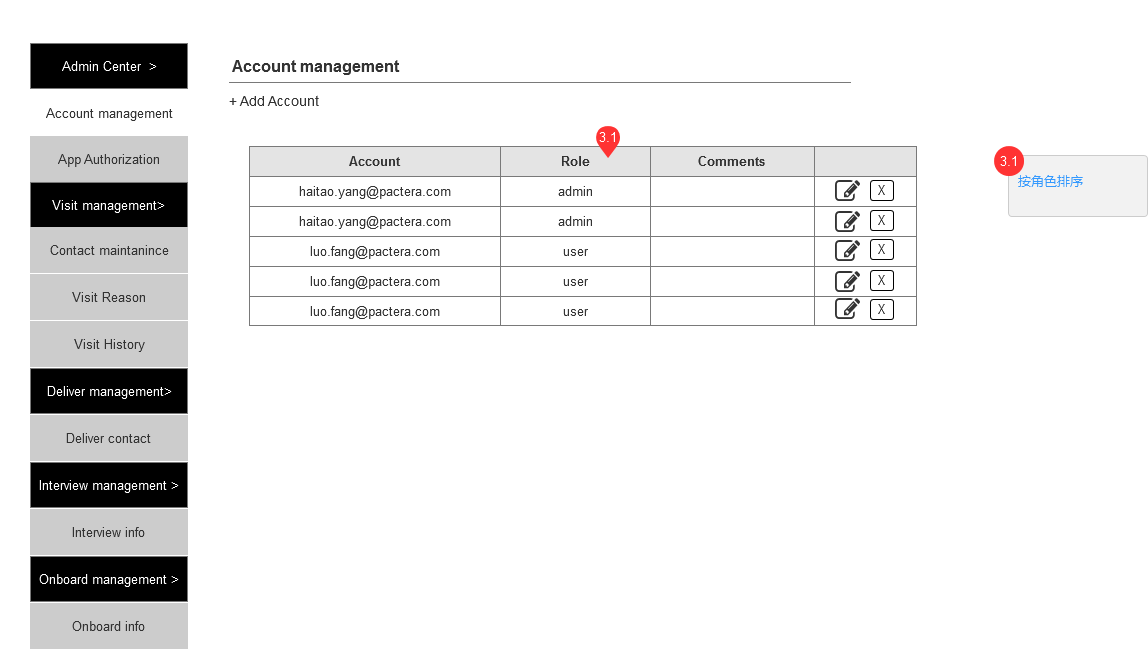 Admin Center >
Account management
App Authorization
Visit management>
Contact maintanince
Visit Reason
Visit History
Deliver management>
Deliver contact
Interview management >
Interview info
Onboard management >
Onboard info
Account management
+ Add Account
3.1
Account Role Comments
haitao.yang@pactera.com admin X
haitao.yang@pactera.com admin X
luo.fang@pactera.com user X
luo.fang@pactera.com user X
luo.fang@pactera.com user X
3.1
按角色排序